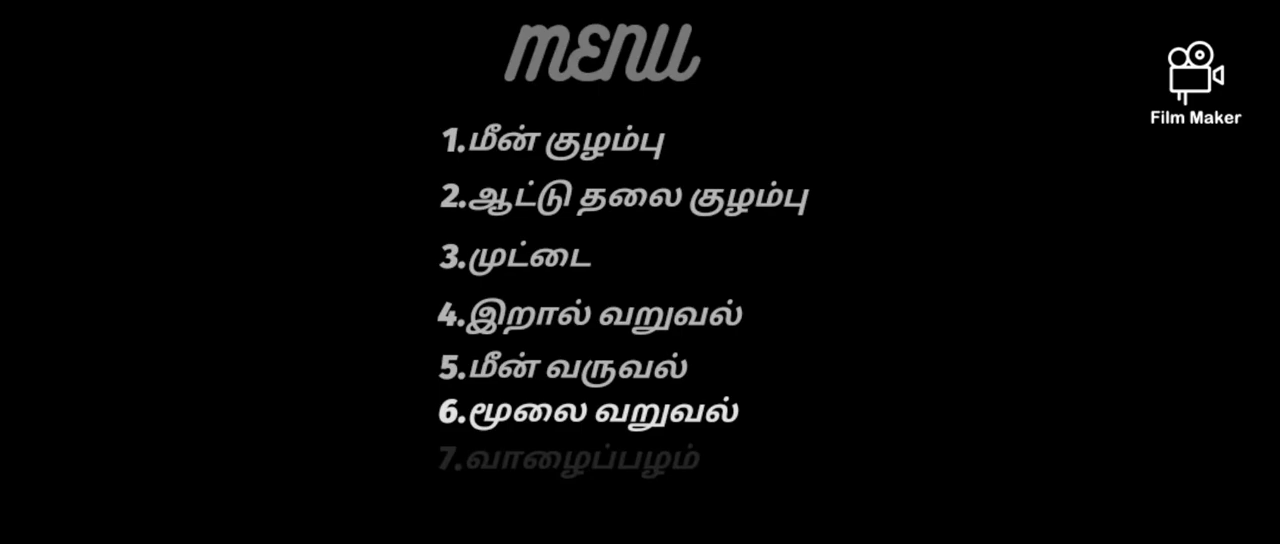 MENU
Film Maker
1.மீன் குழம்பு
2.ஆட்டு தலை குழம்பு
3.முட்டை
4.இறால் வறுவல்
5.மீன் வருவல்
6.மூலை வறுவல்
7.வாழைப்பழம்